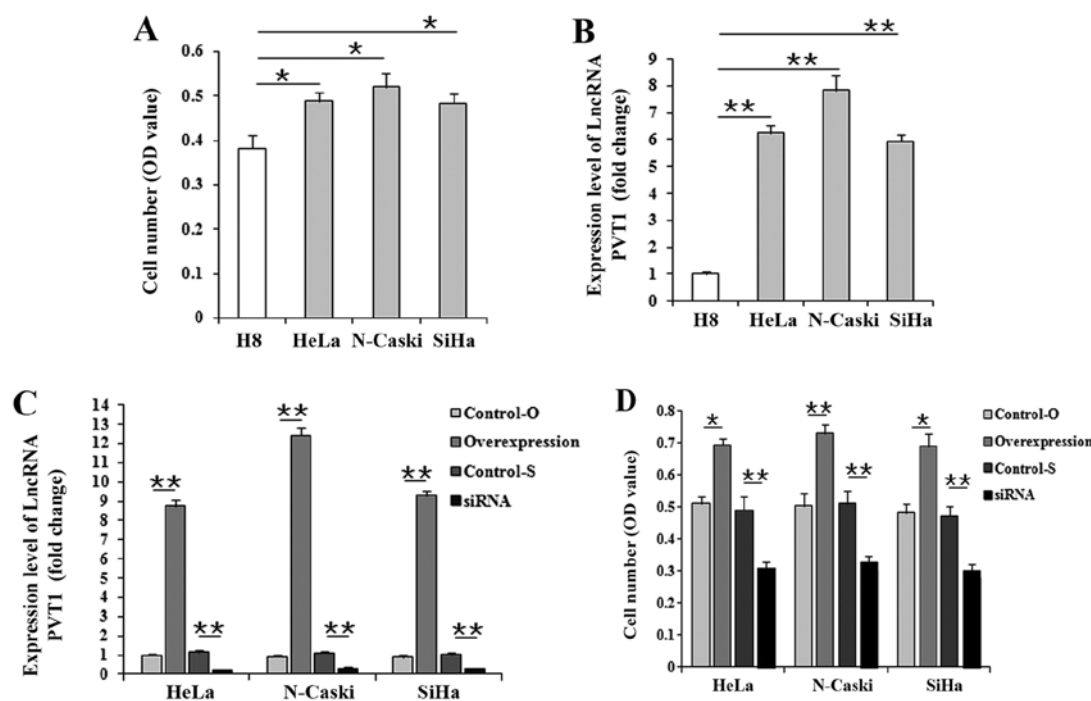 A
*
*
*
Cell number (OD value)
0.6
0.5
0.4
0.3
0.2
0.1
0
H8 HeLa N-Caski SiHa
B
**
**
**
Expression level of LncRNA
PVT1 (fold change)
9
8
7
6
5
4
3
2
1
0
H8 HeLa N-Caski SiHa
C
Expression level of LncRNA
PVT1 (fold change)
14
13
12
11
10
9
8
7
6
5
4
3
2
1
0
** ** **
** ** **
HeLa N-Caski SiHa
Control-O
Overexpression
Control-S
siRNA
D
Cell number (OD value)
0.8
0.7
0.6
0.5
0.4
0.3
0.2
0.1
0
* ** *
** ** **
HeLa N-Caski SiHa
Control-O
Overexpression
Control-S
siRNA